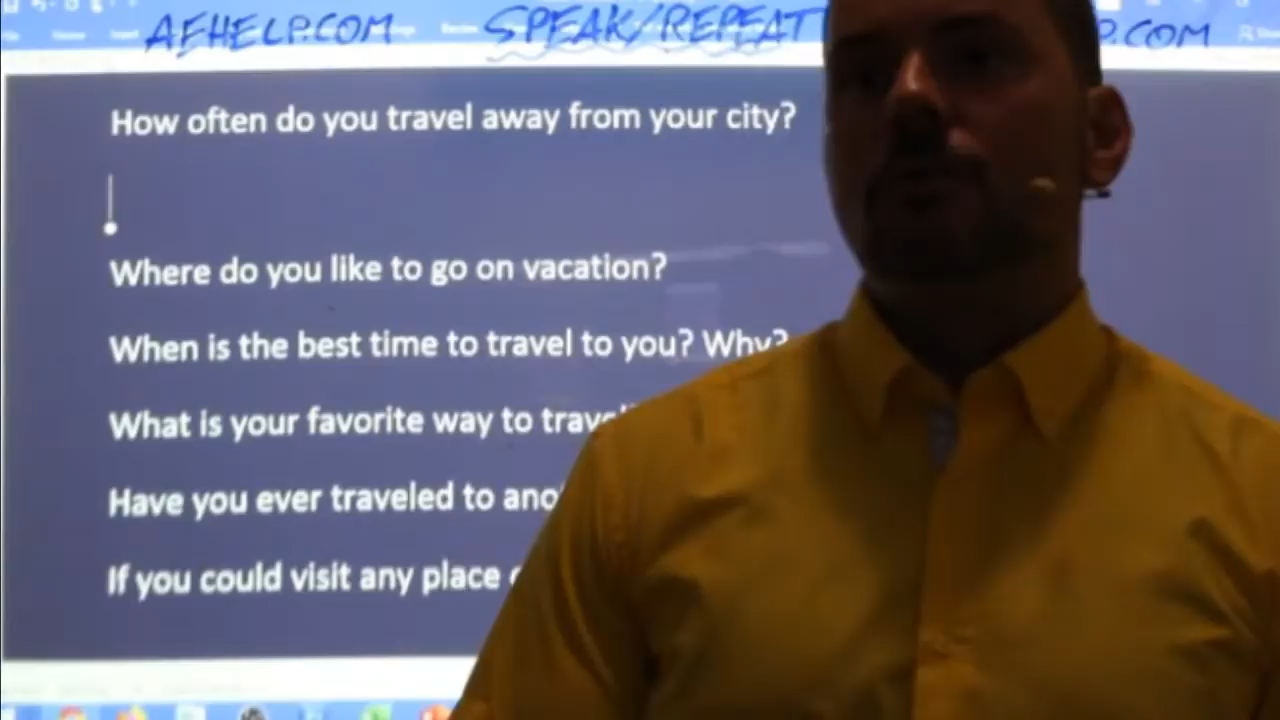 AEHELP.COM SPEAK/REPEAT P.COM
How often do you travel away from your city?
Where do you like to go on vacation?
When is the best time to travel to you? Why?
What is your favorite way to trave
Have you ever traveled to ano
If you could visit any place